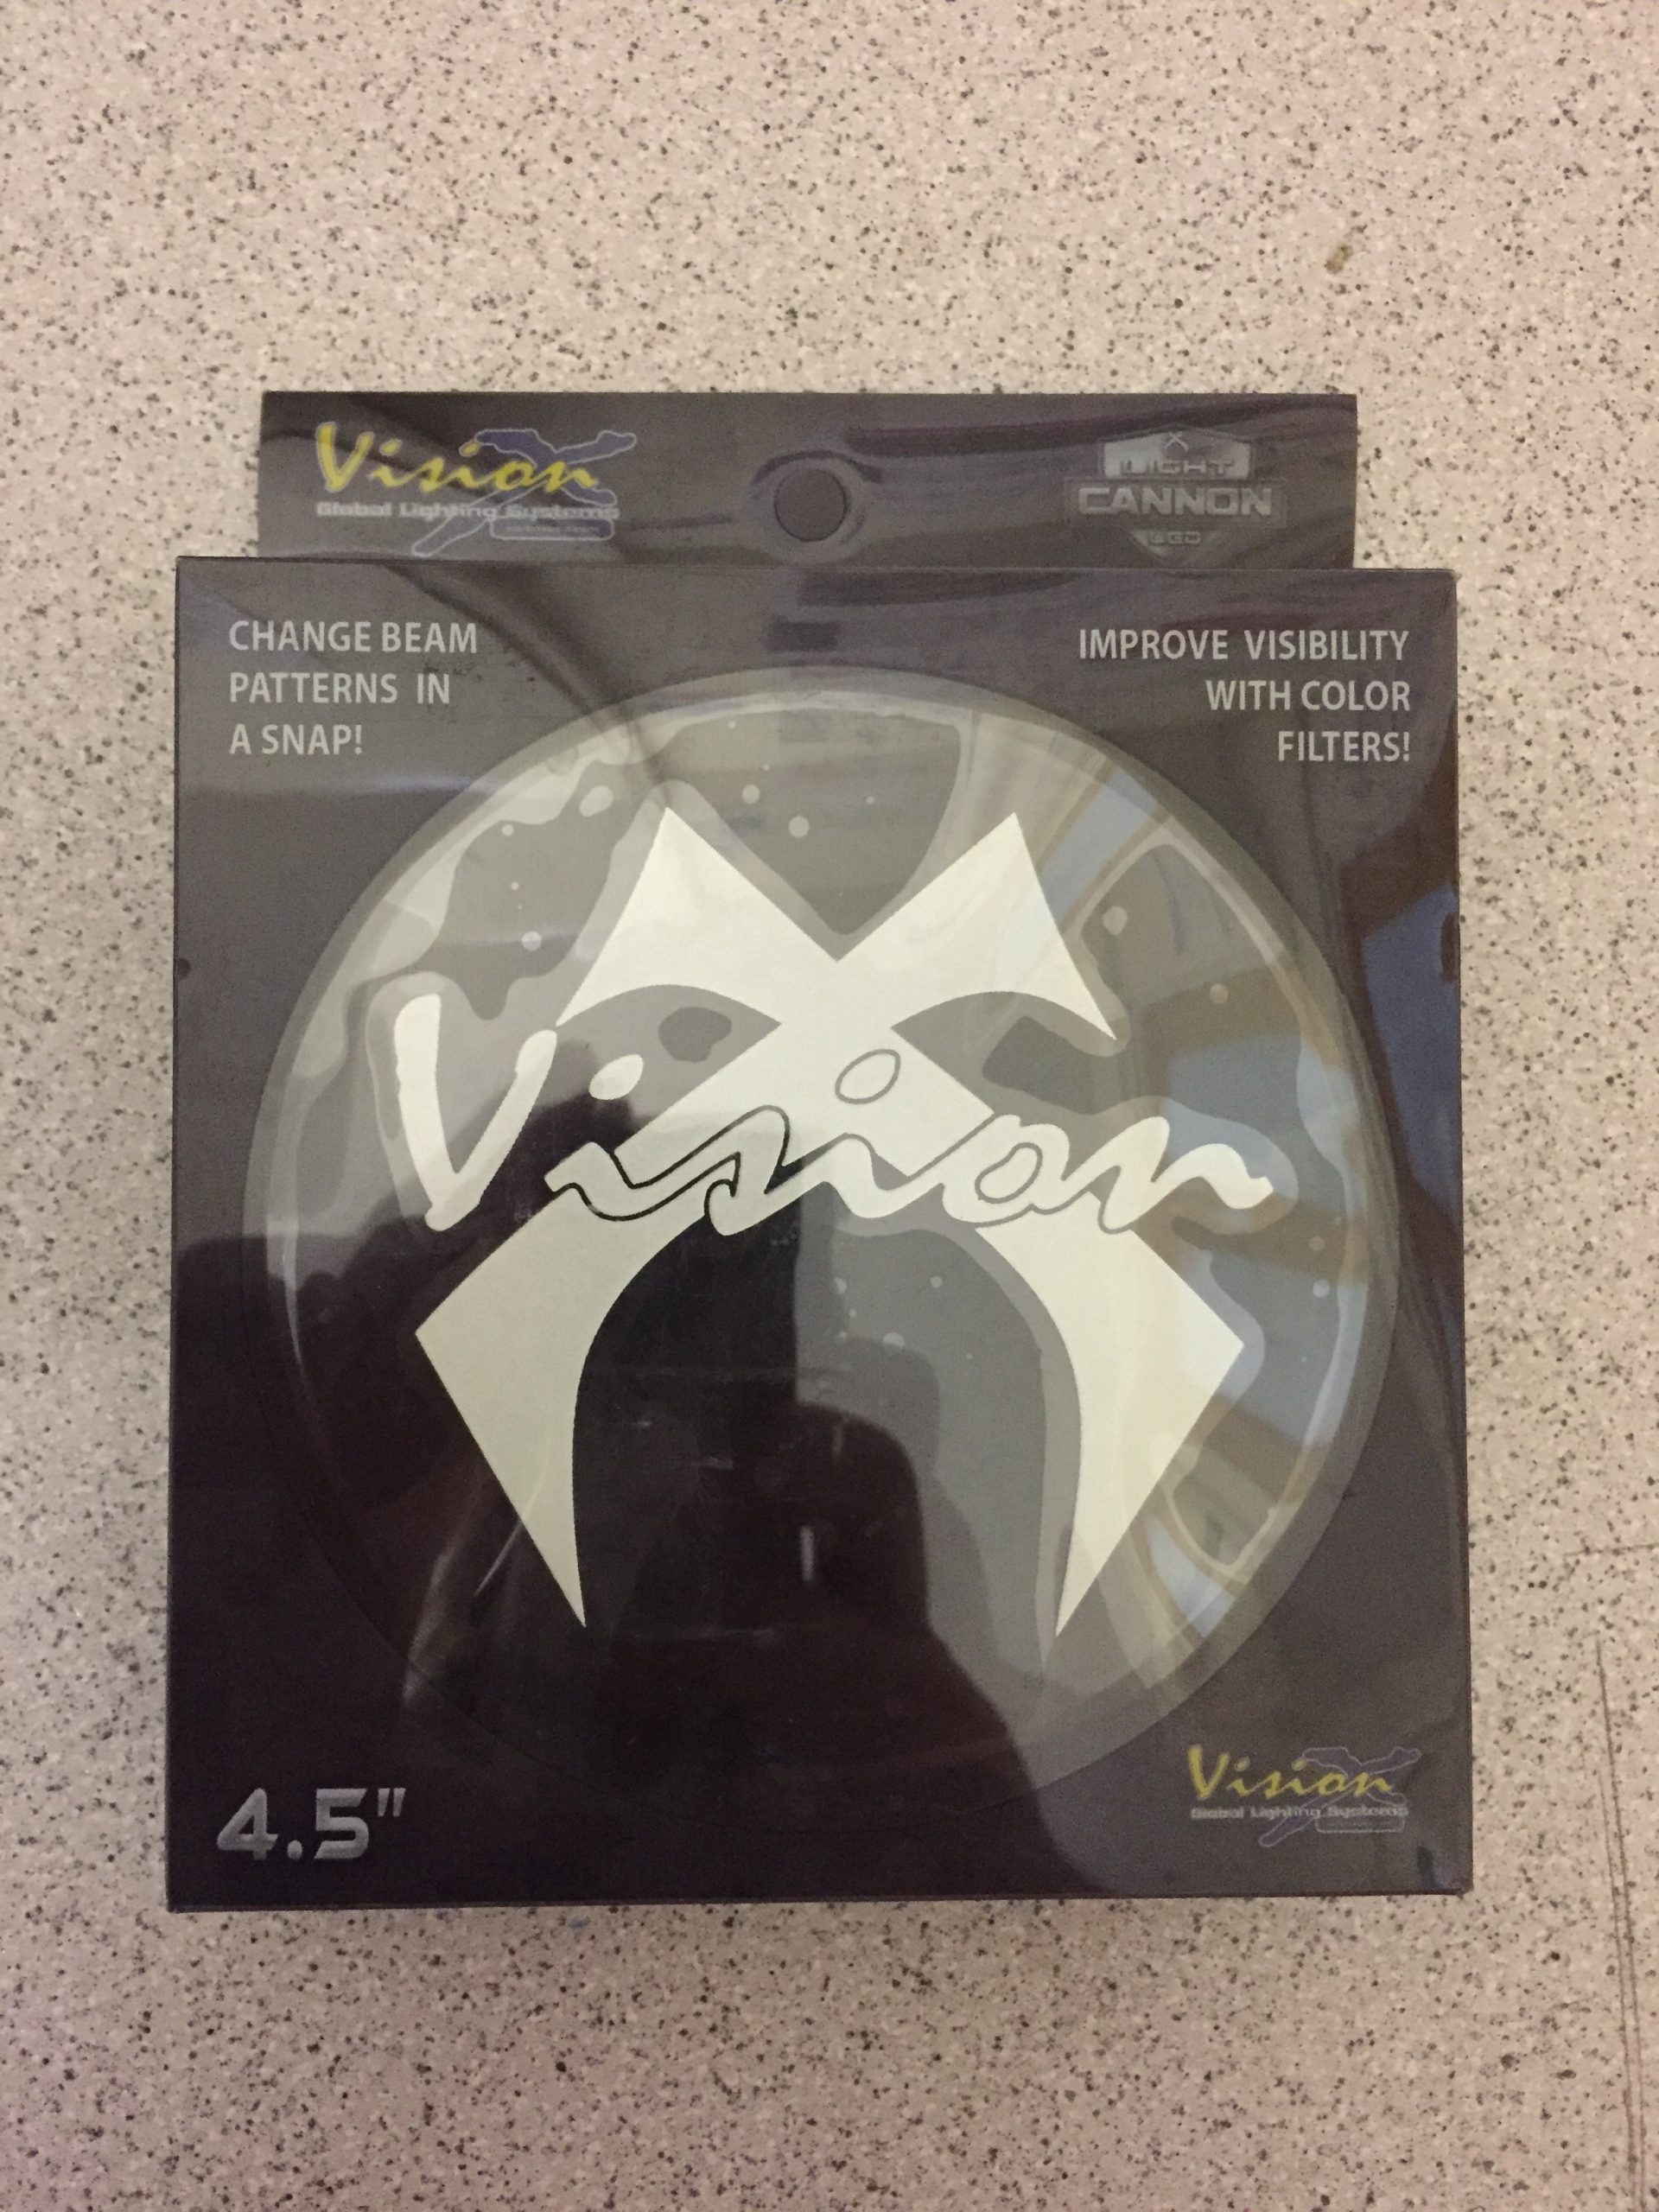 Vision X
Global Lighting Systems
LIGHT
CANNON
LED
CHANGE BEAM
PATTERNS IN
A SNAP!
IMPROVE VISIBILITY
WITH COLOR
FILTERS!
Vision X
4.5"
Vision X
Global Lighting Systems